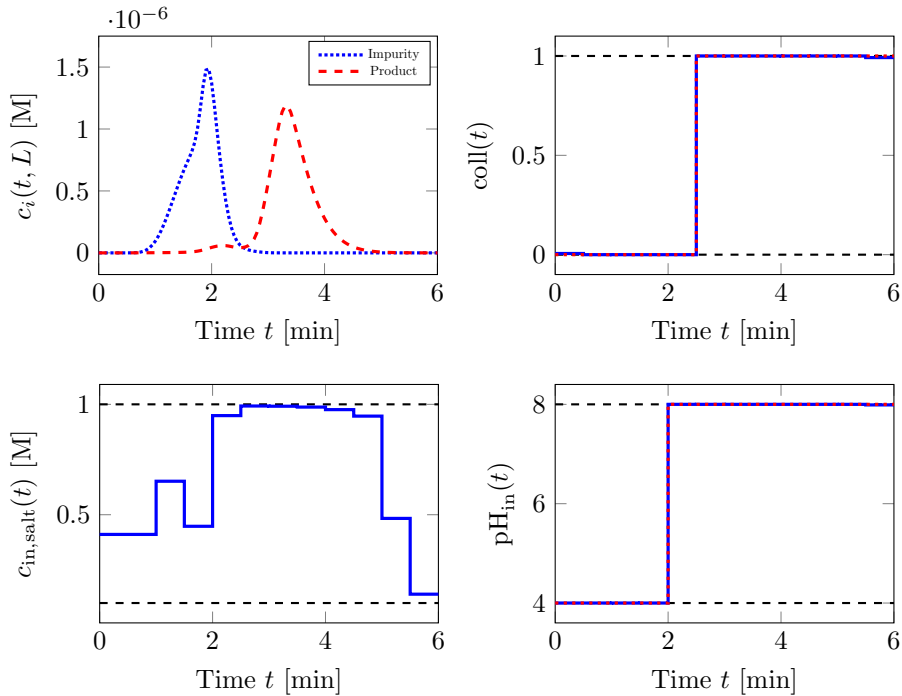 ·10⁻⁶
1.5
1
0.5
0
cᵢ(t, L) [M]
Impurity
Product
0 2 4 6
Time t [min]
1
0.5
0
coll(t)
0 2 4 6
Time t [min]
1
0.5
c_in,salt(t) [M]
0 2 4 6
Time t [min]
8
6
4
pH_in(t)
0 2 4 6
Time t [min]